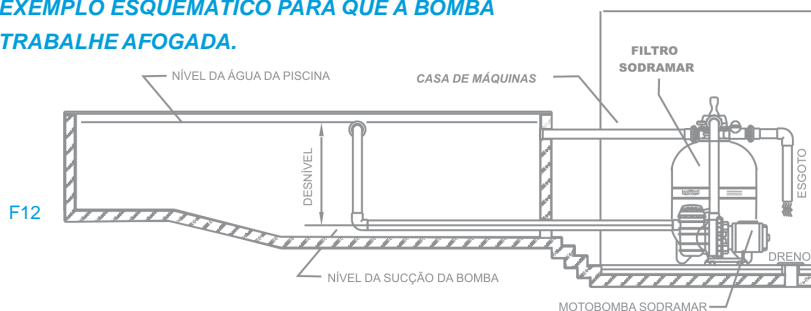 EXEMPLO ESQUEMÁTICO PARA QUE A BOMBA
TRABALHE AFOGADA.
NÍVEL DA ÁGUA DA PISCINA
CASA DE MÁQUINAS
FILTRO
SODRAMAR
DESNÍVEL
ESGOTO
F12
NÍVEL DA SUCÇÃO DA BOMBA
DRENO
MOTOBOMBA SODRAMAR